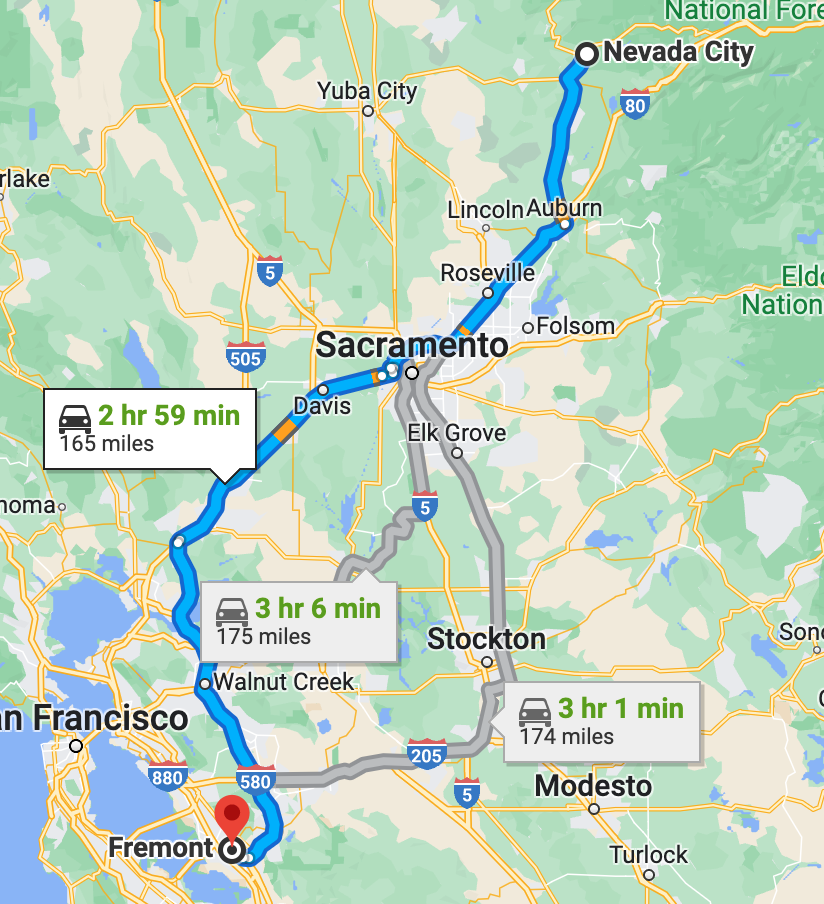 National Fore
Nevada City
80
Yuba City
rlake
Lincoln
Auburn
5
Roseville
Eldo
Nation
Folsom
505
Sacramento
Davis
2 hr 59 min
165 miles
Elk Grove
noma
5
3 hr 6 min
175 miles
Stockton
Sono
Walnut Creek
an Francisco
3 hr 1 min
174 miles
205
880
580
5
Modesto
Fremont
Turlock